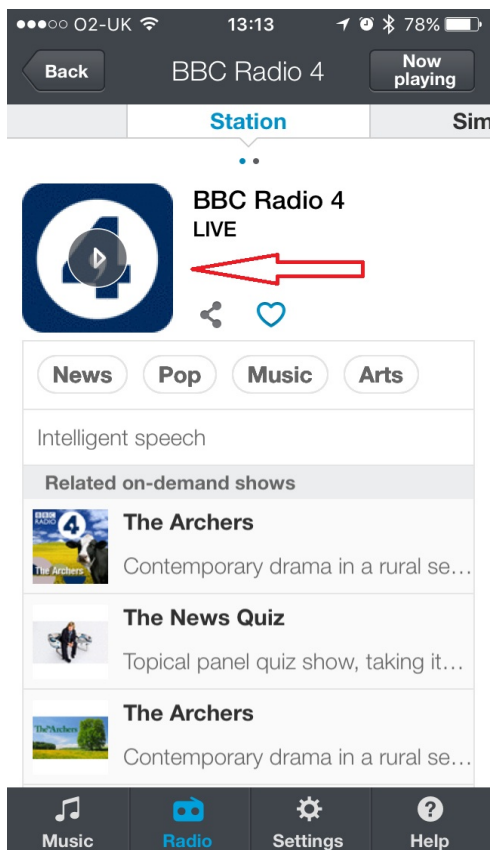 O2-UK 13:13 78%
Back BBC Radio 4 Now playing
Station Sim
BBC Radio 4
LIVE
4
News Pop Music Arts
Intelligent speech
Related on-demand shows
BBC RADIO 4 The Archers
The Archers
Contemporary drama in a rural se...
The News Quiz
Topical panel quiz show, taking it...
The Archers
The Archers
Contemporary drama in a rural se...
Music Radio Settings Help